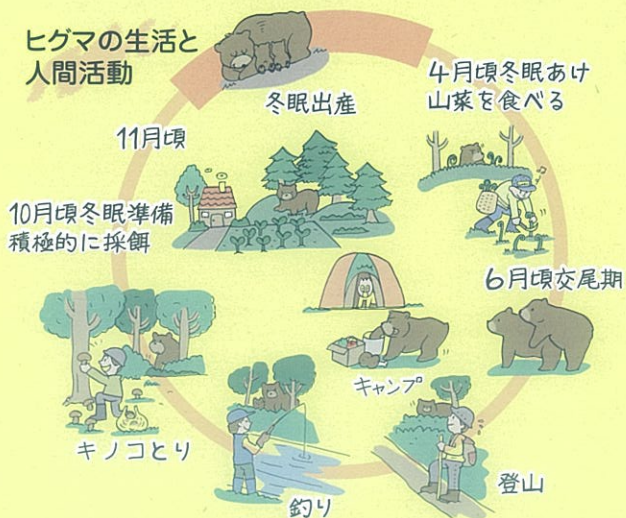 ヒグマの生活と
人間活動
冬眠出産
4月頃冬眠あけ
山菜を食べる
11月頃
10月頃冬眠準備
積極的に採餌
6月頃交尾期
キャンプ
キノコとり
釣り
登山